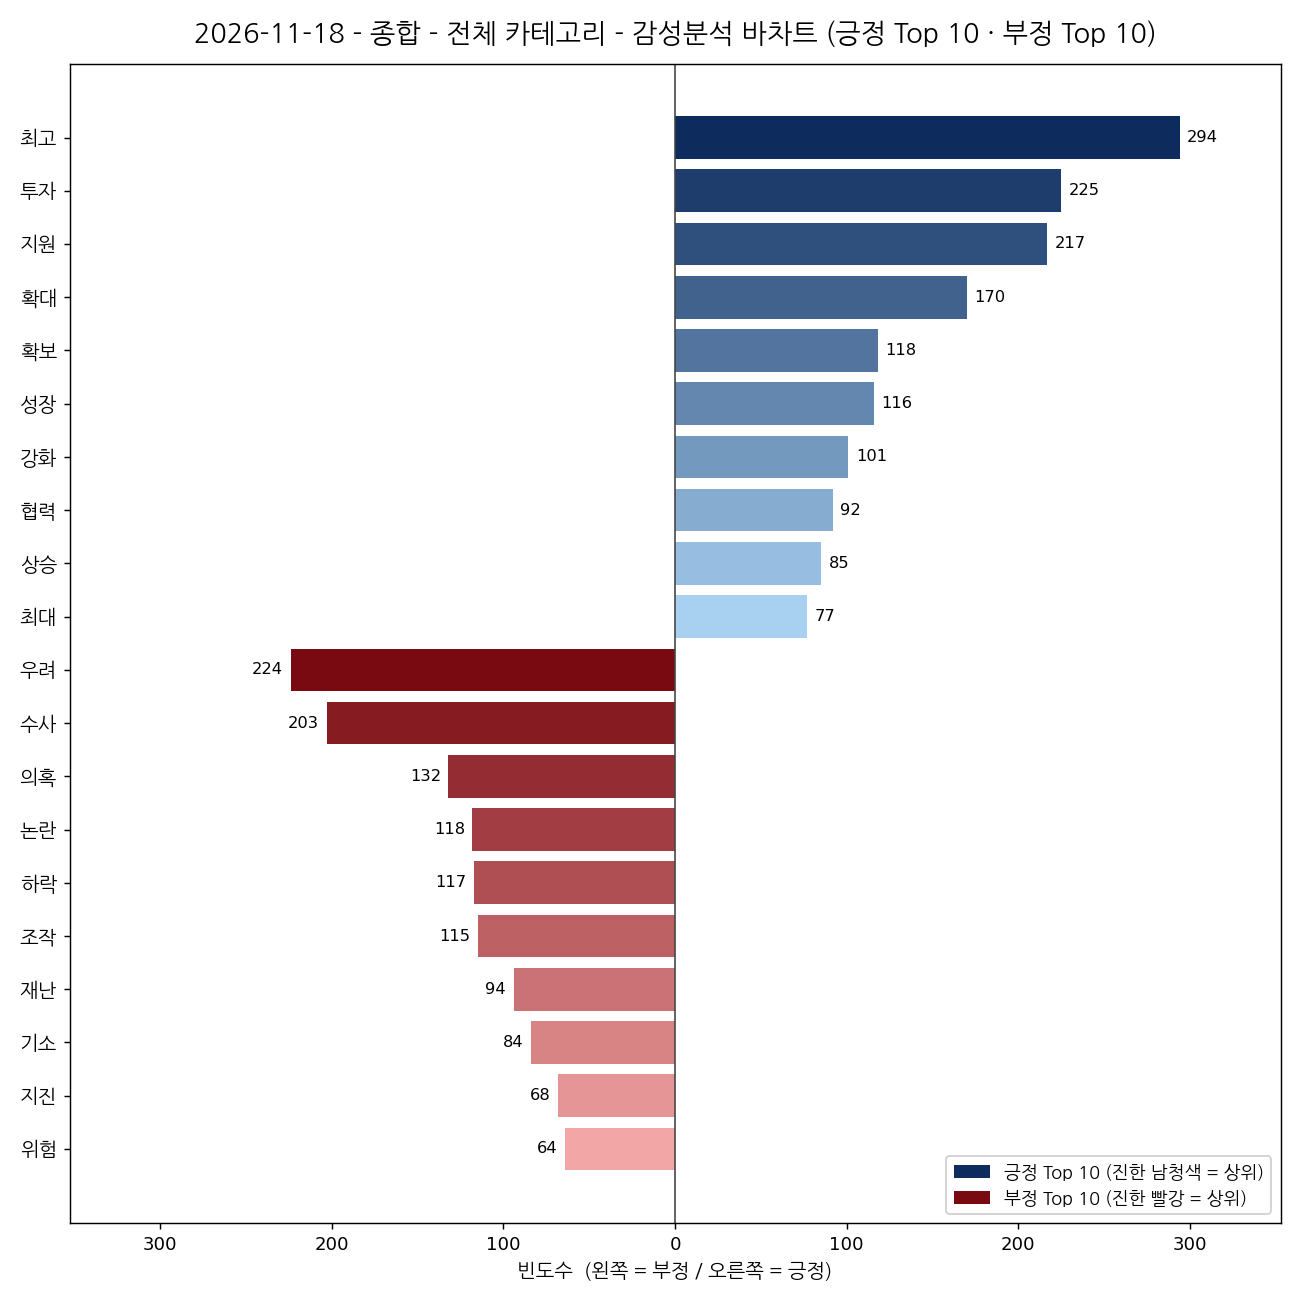 2026-11-18 - 종합 - 전체 카테고리 - 감성분석 바차트 (긍정 Top 10 · 부정 Top 10)
최고 294
투자 225
지원 217
확대 170
확보 118
성장 116
강화 101
협력 92
상승 85
최대 77
우려 224
수사 203
의혹 132
논란 118
하락 117
조작 115
재난 94
기소 84
지진 68
위험 64
긍정 Top 10 (진한 남청색 = 상위)
부정 Top 10 (진한 빨강 = 상위)
300 200 100 0 100 200 300
빈도수 (왼쪽 = 부정 / 오른쪽 = 긍정)